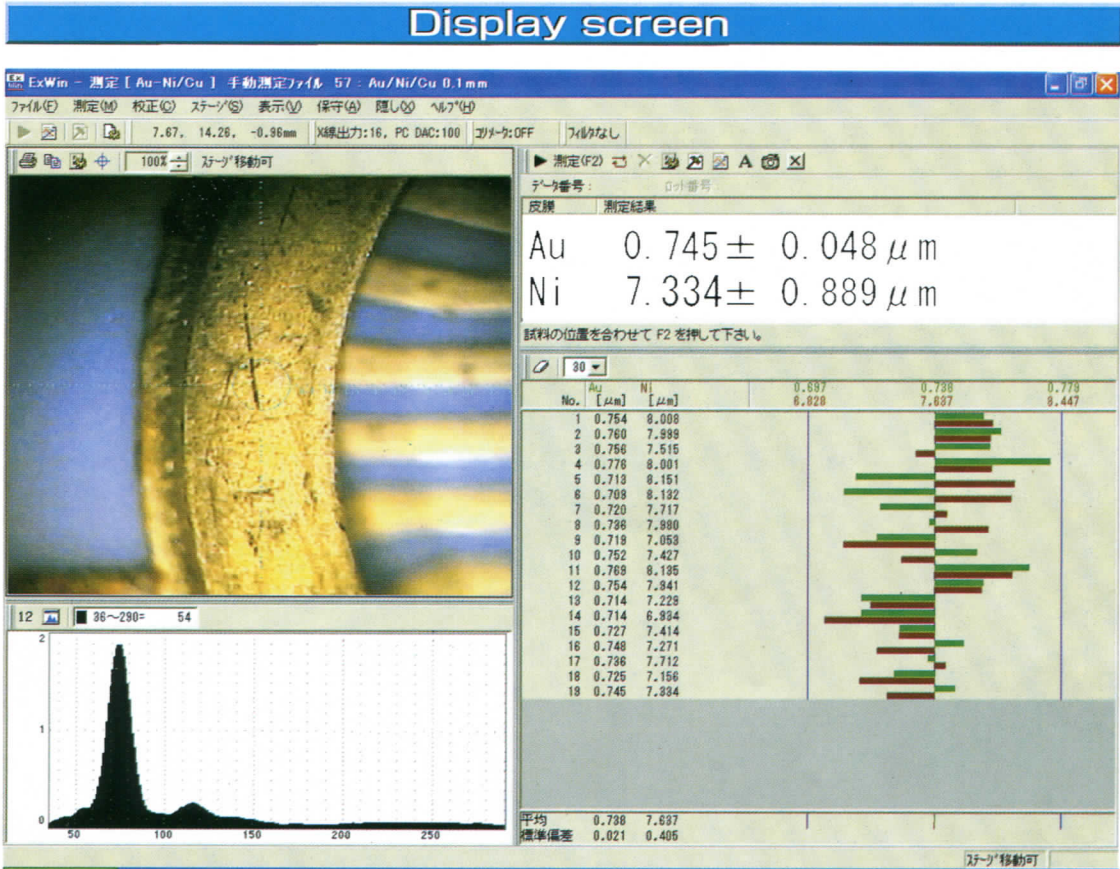 Display screen
ExWin - 測定 [ Au-Ni/Cu ] 手動測定ファイル 57 : Au/Ni/Cu 0.1mm
ファイル(F) 測定(M) 校正(C) ステージ(S) 表示(V) 保守(A) 隠し(X) ヘルプ(H)
7.67, 14.26, -0.96mm X線出力:16, PC DAC:100 コリメータ:OFF フィルタなし
100% ステージ移動可
測定(F2) A
データ番号 : ロット番号 :
皮膜 測定結果
Au 0.745± 0.048 μm
Ni 7.334± 0.889 μm
試料の位置を合わせて F2 を押して下さい。
30
Au Ni 0.697 0.738 0.779
No. [μm] [μm] 6.828 7.637 8.447
1 0.754 8.008
2 0.760 7.999
3 0.756 7.515
4 0.776 8.001
5 0.713 8.151
6 0.709 8.132
7 0.720 7.717
8 0.736 7.980
9 0.719 7.053
10 0.752 7.427
11 0.769 8.135
12 0.754 7.941
13 0.714 7.229
14 0.714 6.934
15 0.727 7.414
16 0.748 7.271
17 0.736 7.712
18 0.725 7.156
19 0.745 7.334
平均 0.738 7.637
標準偏差 0.021 0.405
12 36～290= 54
2
1
0
50 100 150 200 250
ステージ移動可